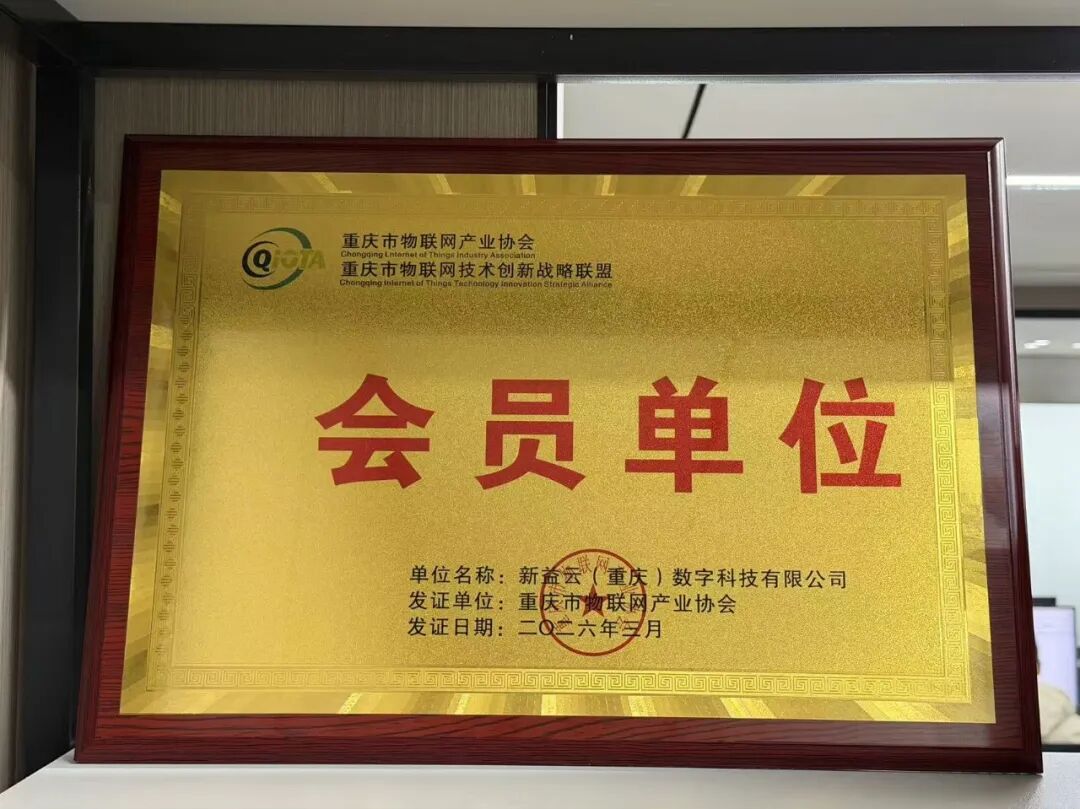 QIOTA
重庆市物联网产业协会
Chongqing Lnternet of Things Industry Association
重庆市物联网技术创新战略联盟
Chongqing Internet of Things Technology Innovation Strategic Alliance
会员单位
单位名称：新益云（重庆）数字科技有限公司
发证单位：重庆市物联网产业协会
发证日期：二〇二六年三月